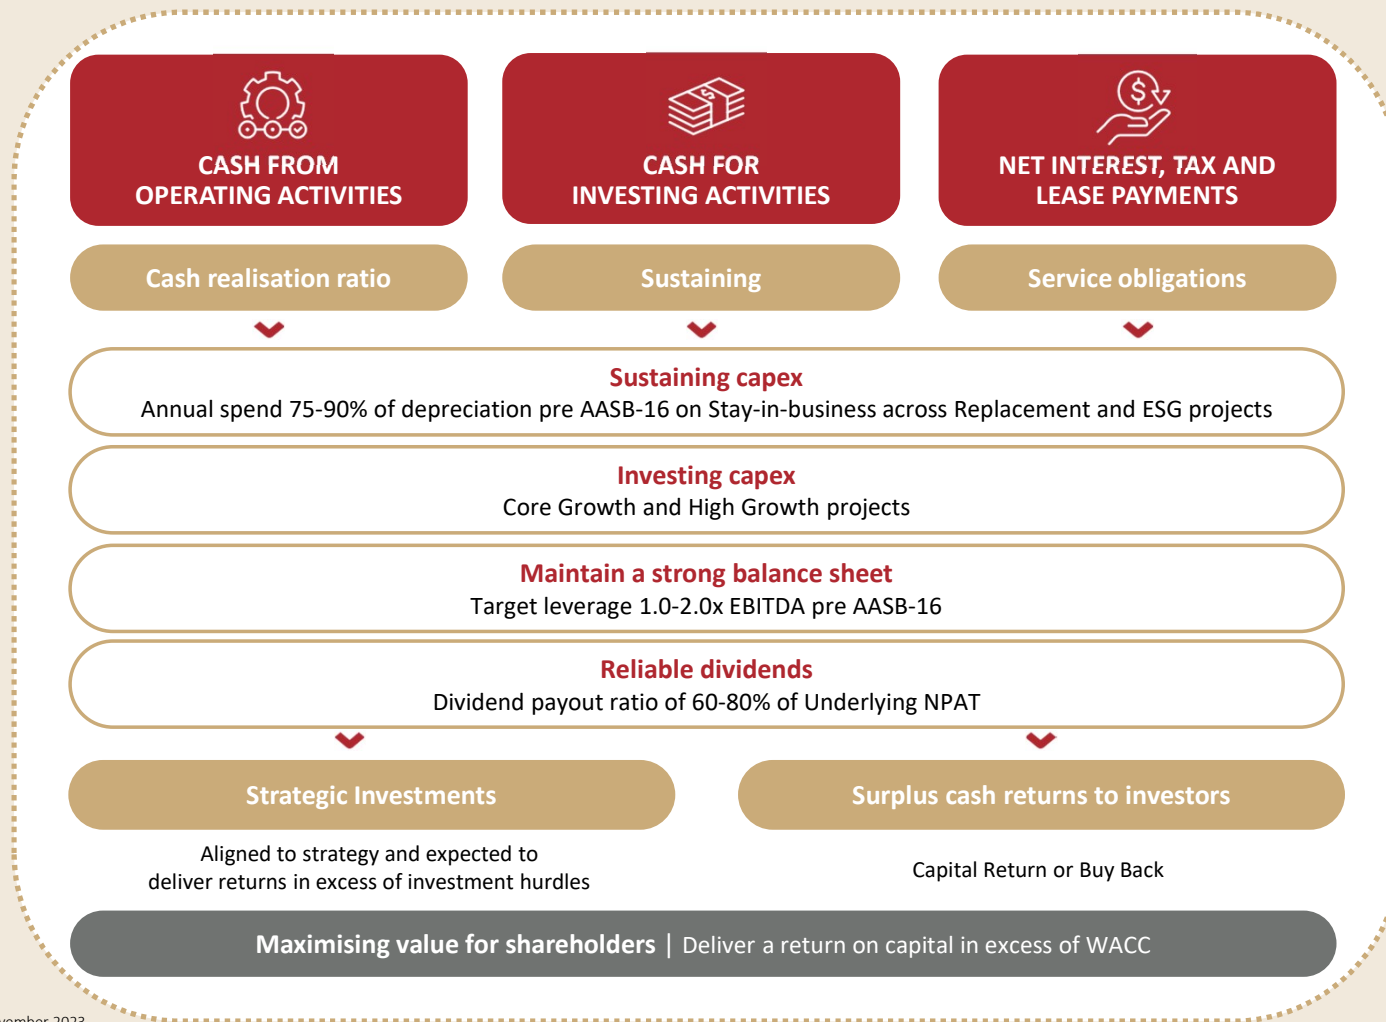 CASH FROM
OPERATING ACTIVITIES
CASH FOR
INVESTING ACTIVITIES
NET INTEREST, TAX AND
LEASE PAYMENTS
Cash realisation ratio
Sustaining
Service obligations
Sustaining capex
Annual spend 75-90% of depreciation pre AASB-16 on Stay-in-business across Replacement and ESG projects
Investing capex
Core Growth and High Growth projects
Maintain a strong balance sheet
Target leverage 1.0-2.0x EBITDA pre AASB-16
Reliable dividends
Dividend payout ratio of 60-80% of Underlying NPAT
Strategic Investments
Surplus cash returns to investors
Aligned to strategy and expected to
deliver returns in excess of investment hurdles
Capital Return or Buy Back
Maximising value for shareholders | Deliver a return on capital in excess of WACC